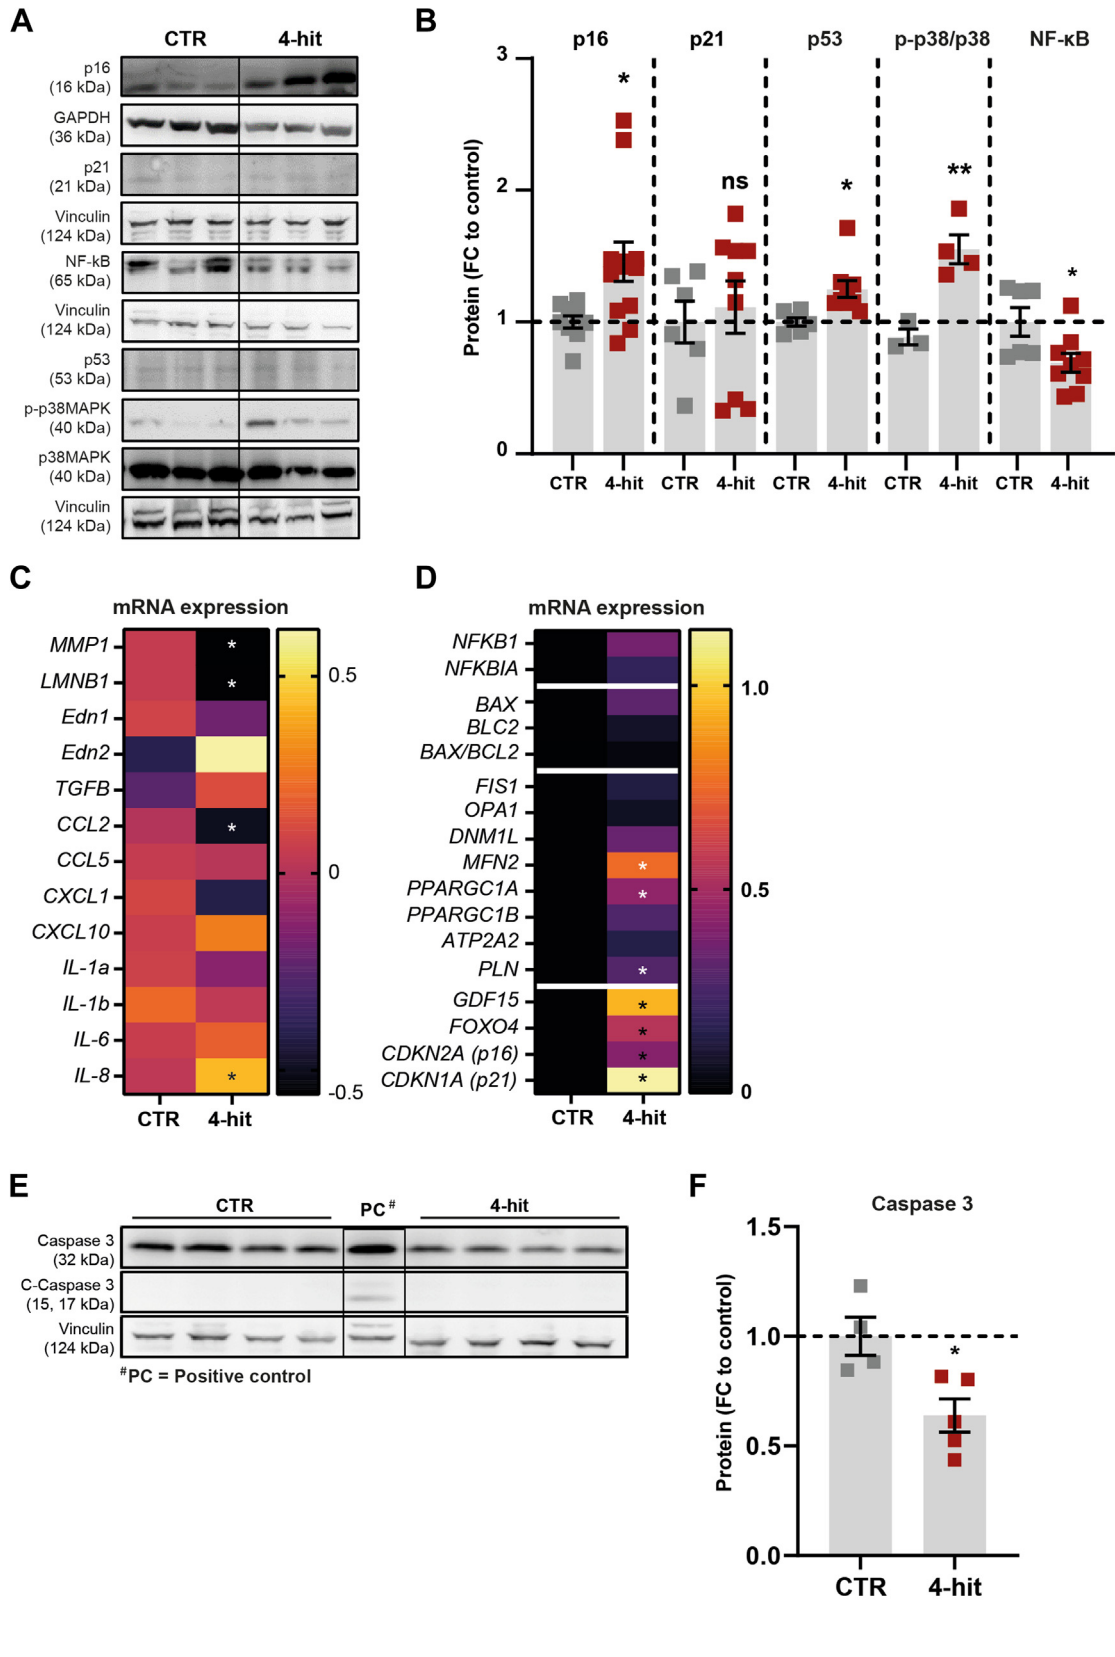 A
CTR 4-hit
p16
(16 kDa)
GAPDH
(36 kDa)
p21
(21 kDa)
Vinculin
(124 kDa)
NF-kB
(65 kDa)
Vinculin
(124 kDa)
p53
(53 kDa)
p-p38MAPK
(40 kDa)
p38MAPK
(40 kDa)
Vinculin
(124 kDa)
B
p16 p21 p53 p-p38/p38 NF-κB
Protein (FC to control)
3
2
1
0
* ns * ** *
CTR 4-hit CTR 4-hit CTR 4-hit CTR 4-hit CTR 4-hit
C
mRNA expression
MMP1 *
LMNB1 *
Edn1
Edn2
TGFB
CCL2 *
CCL5
CXCL1
CXCL10
IL-1a
IL-1b
IL-6
IL-8 *
0.5
0
-0.5
CTR 4-hit
D
mRNA expression
NFKB1
NFKBIA
BAX
BLC2
BAX/BCL2
FIS1
OPA1
DNM1L
MFN2 *
PPARGC1A *
PPARGC1B
ATP2A2
PLN *
GDF15 *
FOXO4 *
CDKN2A (p16) *
CDKN1A (p21) *
1.0
0.5
0
CTR 4-hit
E
CTR PC# 4-hit
Caspase 3
(32 kDa)
C-Caspase 3
(15, 17 kDa)
Vinculin
(124 kDa)
#PC = Positive control
F
Caspase 3
Protein (FC to control)
1.5
1.0
0.5
0.0
*
CTR 4-hit